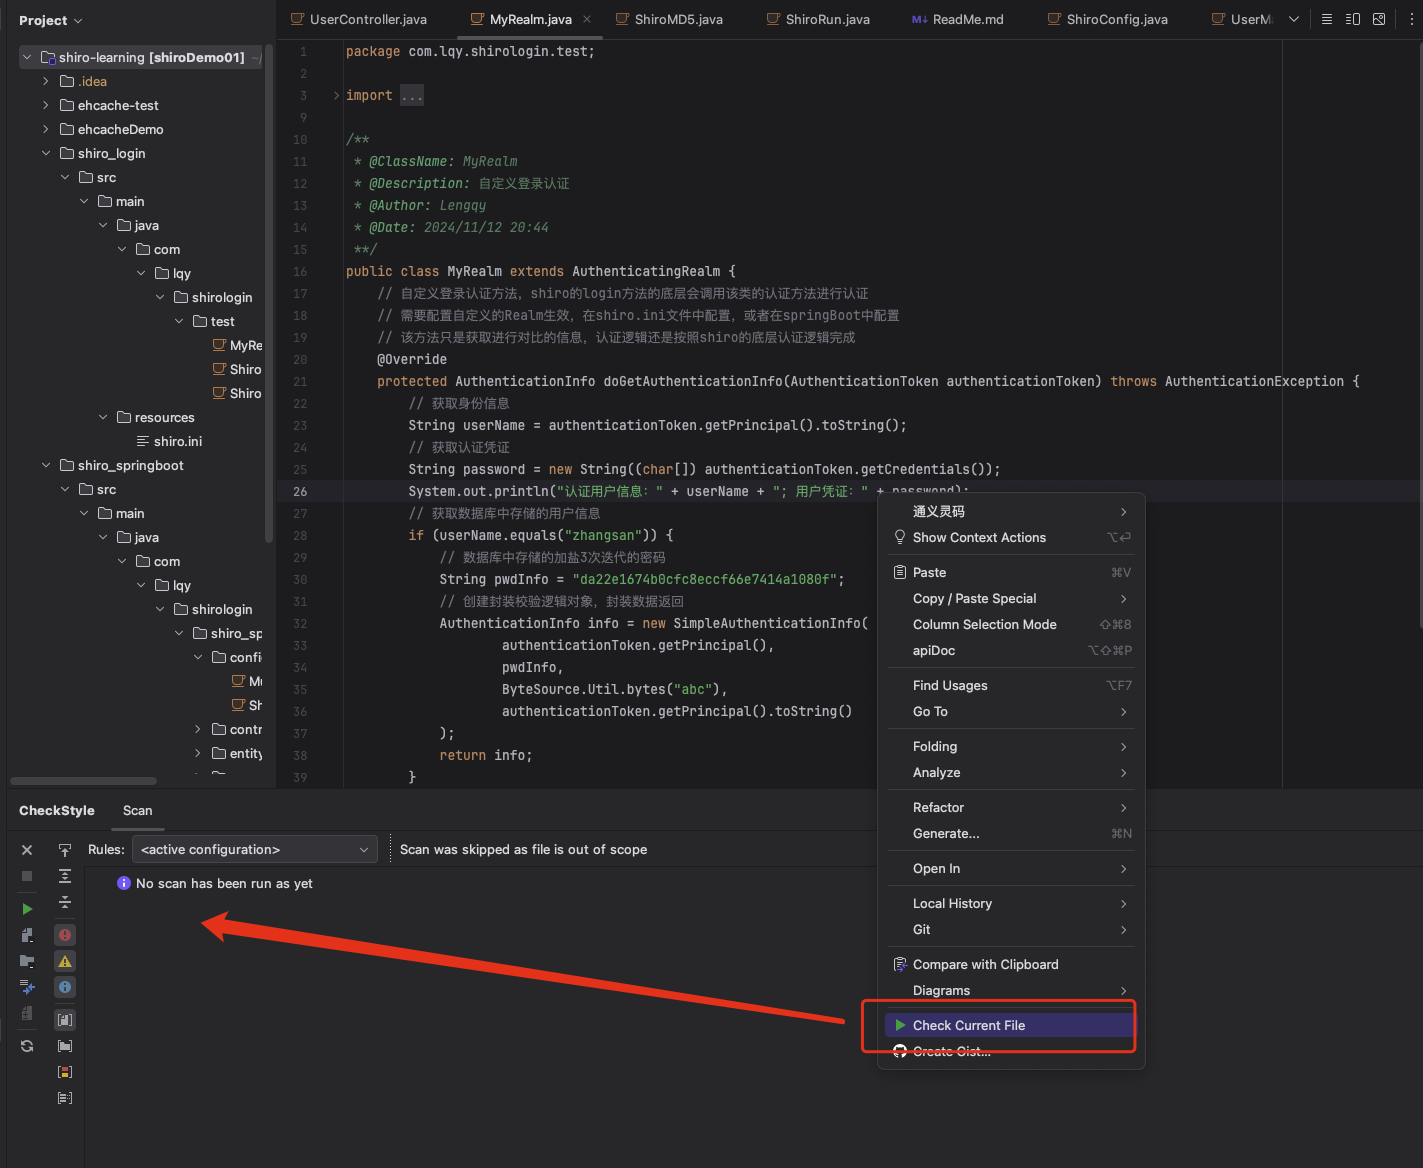 Project
UserController.java
MyRealm.java
ShiroMD5.java
ShiroRun.java
M↓ ReadMe.md
ShiroConfig.java
UserM
shiro-learning [shiroDemo01] ~/
.idea
ehcache-test
ehcacheDemo
shiro_login
src
main
java
com
lqy
shirologin
test
MyRe
Shiro
Shiro
resources
shiro.ini
shiro_springboot
src
main
java
com
lqy
shirologin
shiro_sp
confi
Mu
Sh
contr
entity
1 package com.lqy.shirologin.test;
2
3 import ...
9
10 /**
11 * @ClassName: MyRealm
12 * @Description: 自定义登录认证
13 * @Author: Lengqy
14 * @Date: 2024/11/12 20:44
15 **/
16 public class MyRealm extends AuthenticatingRealm {
17 // 自定义登录认证方法，shiro的login方法的底层会调用该类的认证方法进行认证
18 // 需要配置自定义的Realm生效，在shiro.ini文件中配置，或者在springBoot中配置
19 // 该方法只是获取进行对比的信息，认证逻辑还是按照shiro的底层认证逻辑完成
20 @Override
21 protected AuthenticationInfo doGetAuthenticationInfo(AuthenticationToken authenticationToken) throws AuthenticationException {
22 // 获取身份信息
23 String userName = authenticationToken.getPrincipal().toString();
24 // 获取认证凭证
25 String password = new String((char[]) authenticationToken.getCredentials());
26 System.out.println("认证用户信息：" + userName + "; 用户凭证：" + password);
27 // 获取数据库中存储的用户信息
28 if (userName.equals("zhangsan")) {
29 // 数据库中存储的加盐3次迭代的密码
30 String pwdInfo = "da22e1674b0cfc8eccf66e7414a1080f";
31 // 创建封装校验逻辑对象，封装数据返回
32 AuthenticationInfo info = new SimpleAuthenticationInfo(
33 authenticationToken.getPrincipal(),
34 pwdInfo,
35 ByteSource.Util.bytes("abc"),
36 authenticationToken.getPrincipal().toString()
37 );
38 return info;
39 }
通义灵码
Show Context Actions ⌥⏎
Paste ⌘V
Copy / Paste Special
Column Selection Mode ⇧⌘8
apiDoc ⌥⇧⌘P
Find Usages ⌥F7
Go To
Folding
Analyze
Refactor
Generate... ⌘N
Open In
Local History
Git
Compare with Clipboard
Diagrams
Check Current File
Create Gist...
CheckStyle
Scan
Rules: <active configuration>
Scan was skipped as file is out of scope
No scan has been run as yet